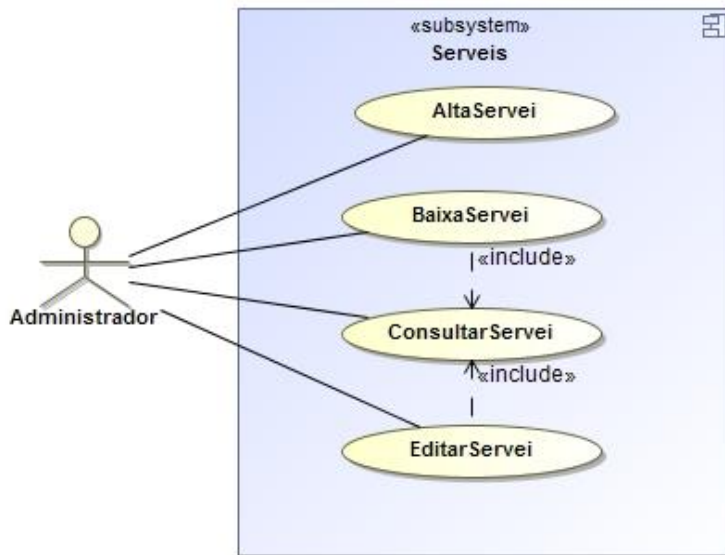 «subsystem»
Serveis
AltaServei
BaixaServei
«include»
Administrador
ConsultarServei
«include»
EditarServei